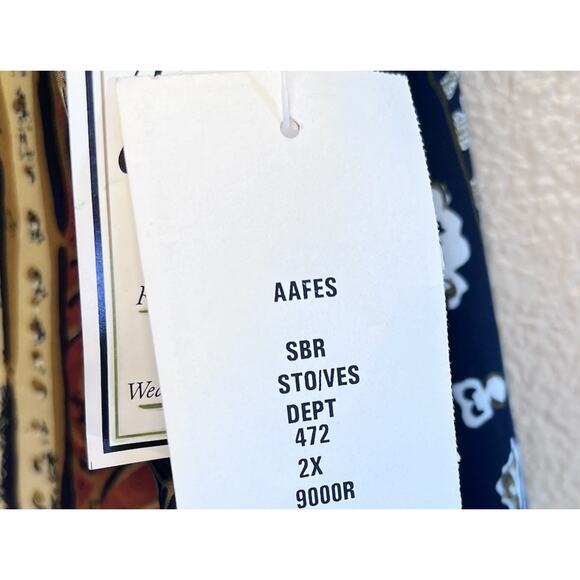 AAFES
SBR
STO/VES
DEPT
472
2X
9000R